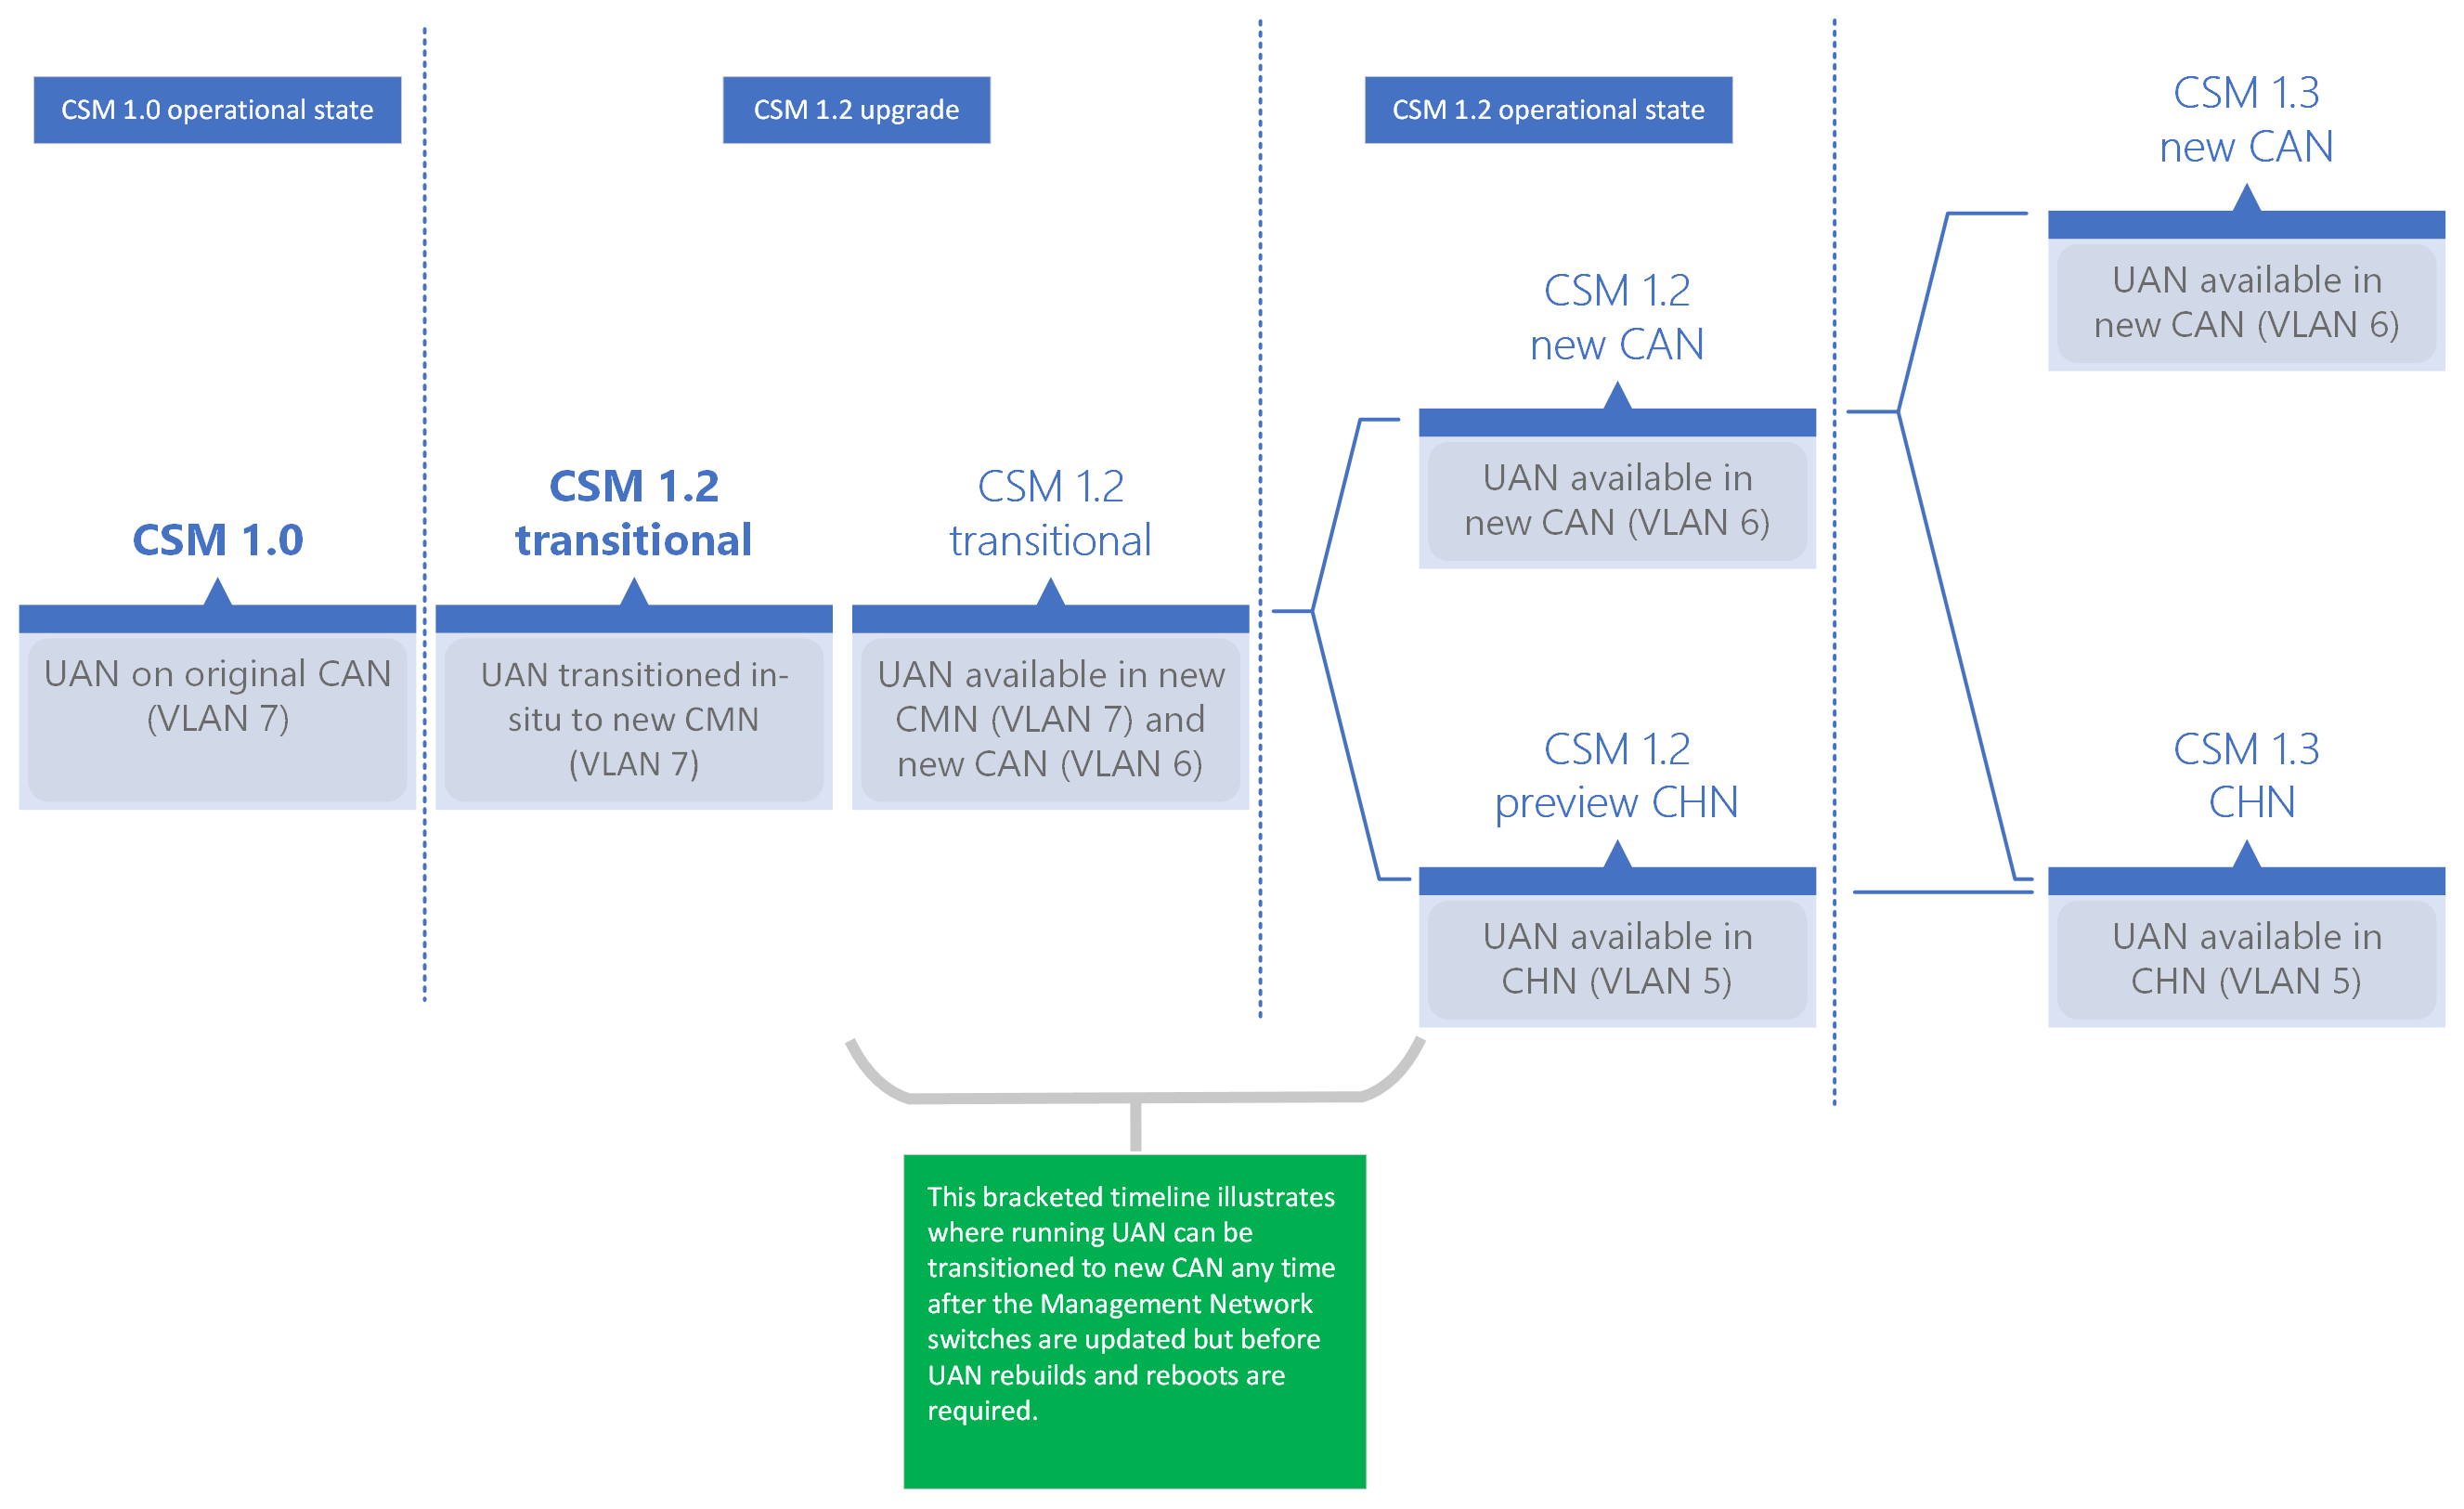 CSM 1.0 operational state
CSM 1.2 upgrade
CSM 1.2 operational state
CSM 1.0
UAN on original CAN
(VLAN 7)
CSM 1.2
transitional
UAN transitioned in-
situ to new CMN
(VLAN 7)
CSM 1.2
transitional
UAN available in new
CMN (VLAN 7) and
new CAN (VLAN 6)
CSM 1.2
new CAN
UAN available in
new CAN (VLAN 6)
CSM 1.2
preview CHN
UAN available in
CHN (VLAN 5)
CSM 1.3
new CAN
UAN available in
new CAN (VLAN 6)
CSM 1.3
CHN
UAN available in
CHN (VLAN 5)
This bracketed timeline illustrates
where running UAN can be
transitioned to new CAN any time
after the Management Network
switches are updated but before
UAN rebuilds and reboots are
required.